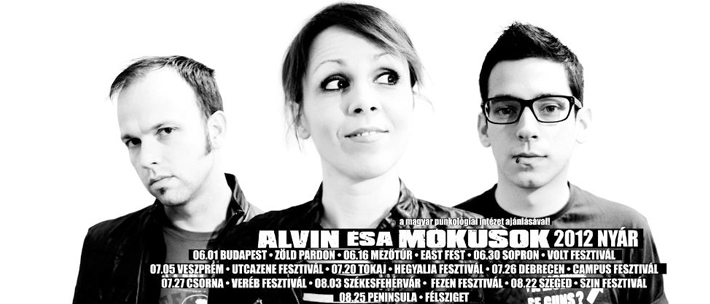 a magyar punkológiai intézet ajánlásával!
ALVIN ÉS A MÓKUSOK 2012 NYÁR
06.01 BUDAPEST • ZÖLD PARDON • 06.16 MEZŐTÚR • EAST FEST • 06.30 SOPRON • VOLT FESZTIVÁL
07.05 VESZPRÉM • UTCAZENE FESZTIVÁL • 07.20 TOKAJ • HEGYALJA FESZTIVÁL • 07.26 DEBRECEN • CAMPUS FESZTIVÁL
07.27 CSORNA • VERÉB FESZTIVÁL • 08.03 SZÉKESFEHÉRVÁR • FEZEN FESZTIVÁL • 08.22 SZEGED • SZIN FESZTIVÁL
08.25 PENINSULA • FÉLSZIGET